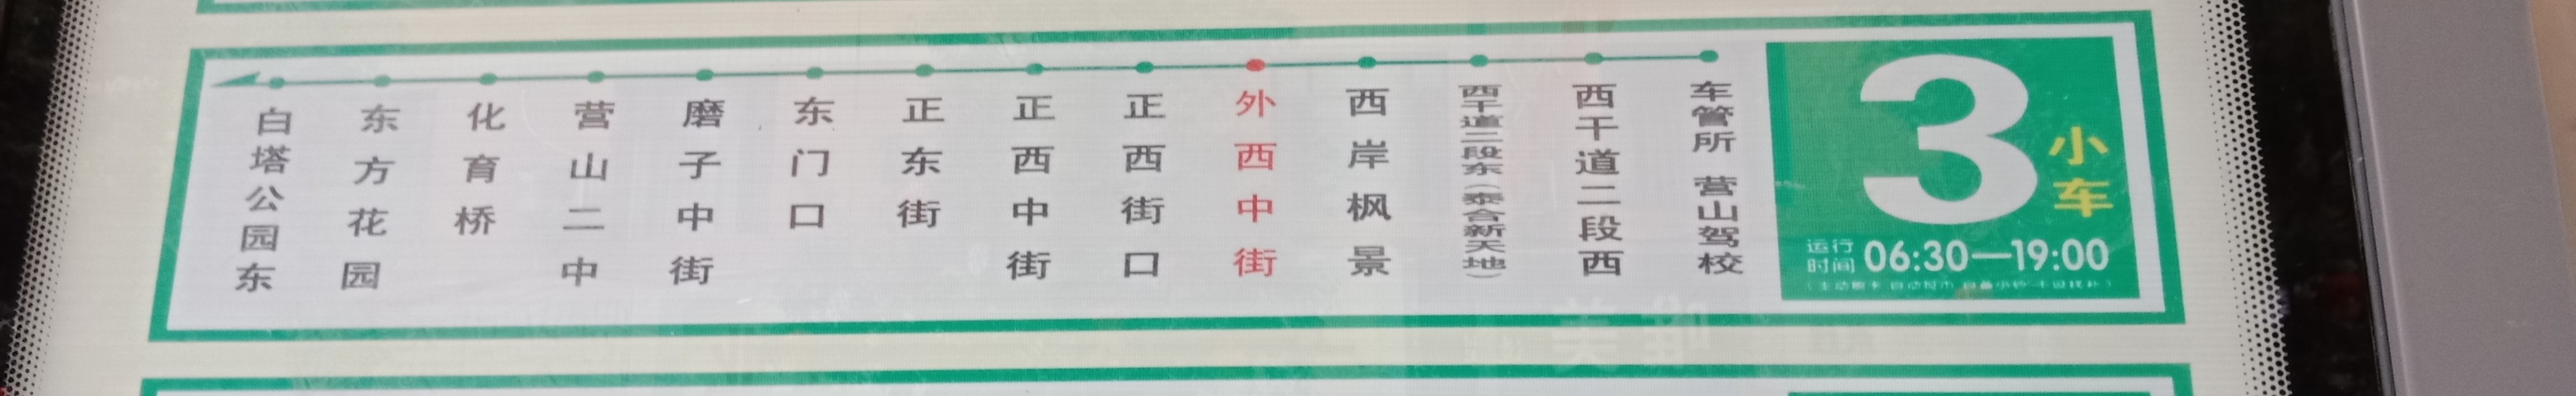 白塔公园东
东方花园
化育桥
营山二中
磨子中街
东门口
正东街
正西中街
正西街口
外西中街
西岸枫景
西干道二段东(泰合新天地)
西干道二段西
车管所 营山驾校
3
小车
运行
时间
06:30—19:00
唯美